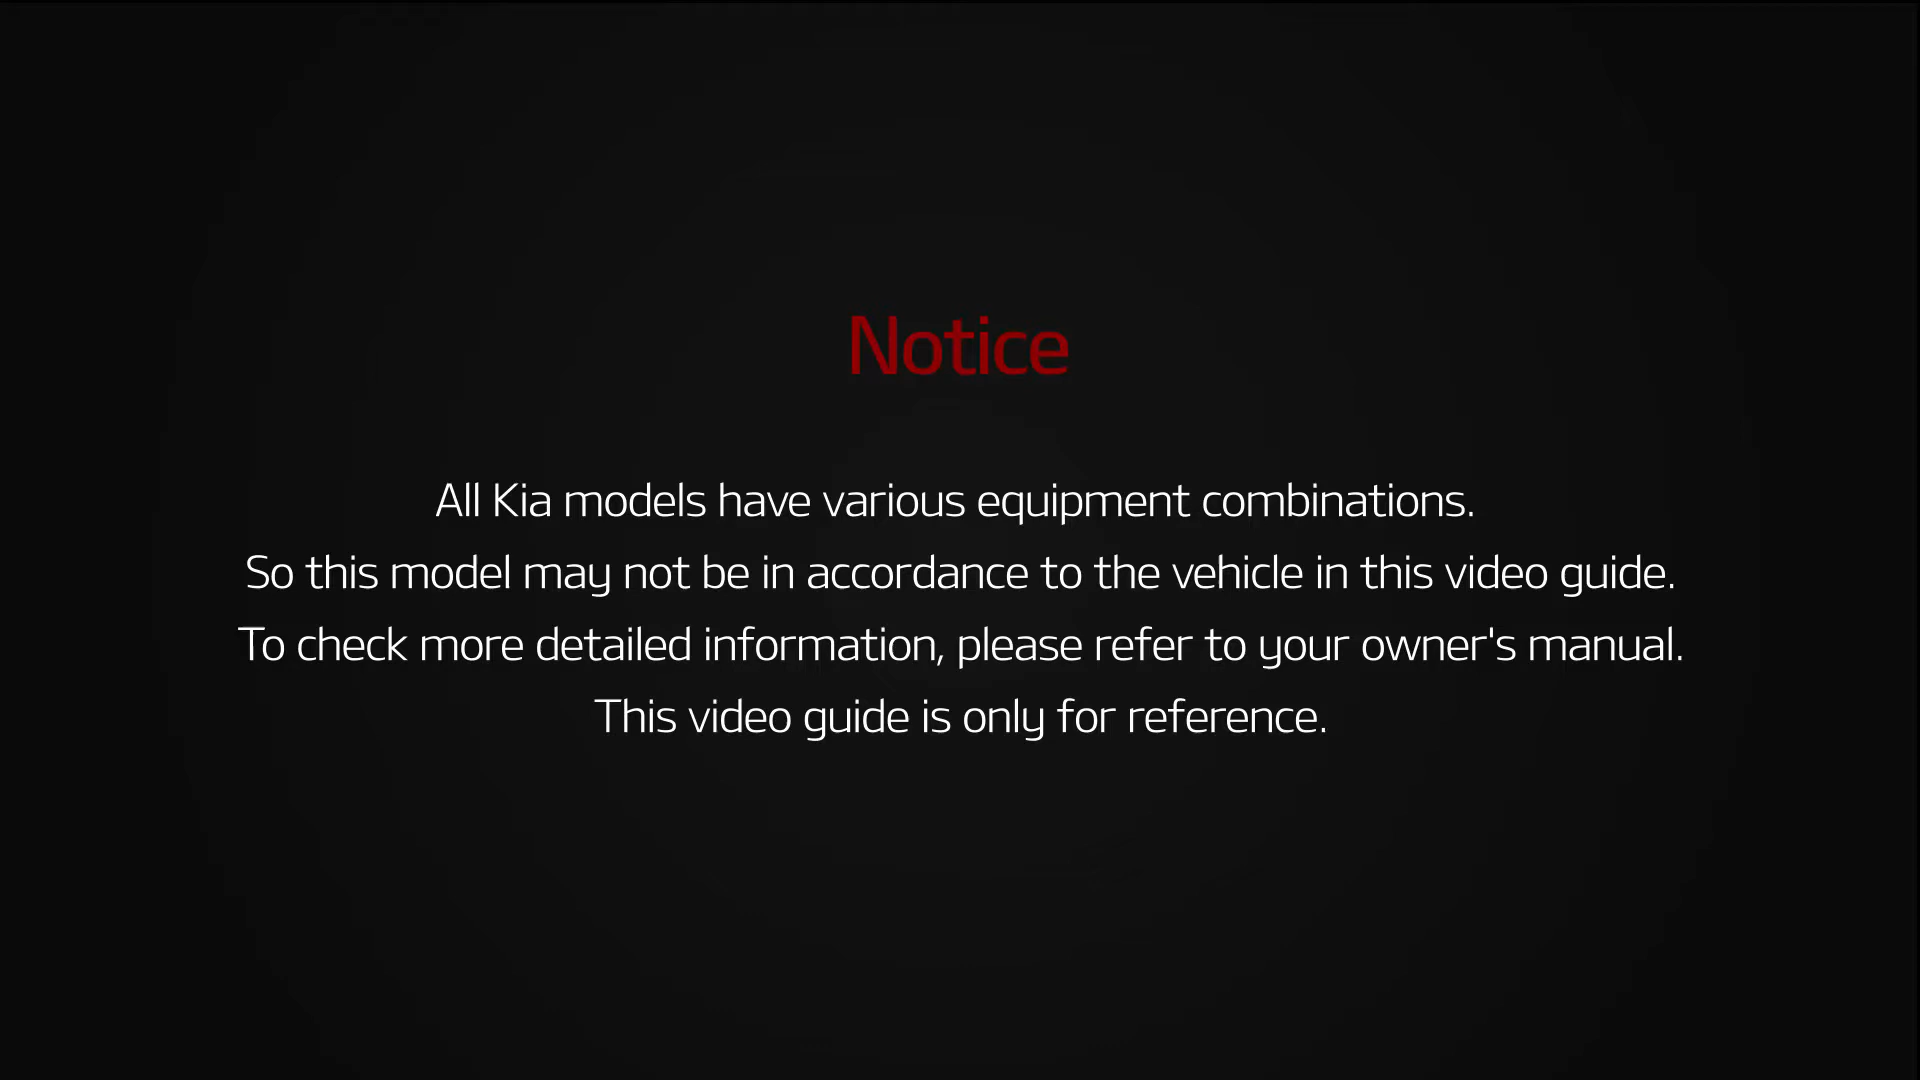 Notice
All Kia models have various equipment combinations.
So this model may not be in accordance to the vehicle in this video guide.
To check more detailed information, please refer to your owner's manual.
This video guide is only for reference.